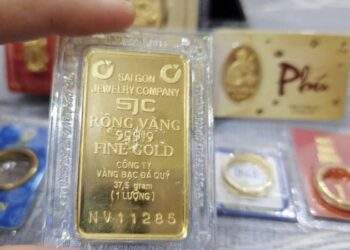 SAIGON
JEWELRY COMPANY
SJC
RỒNG VÀNG
999.9
FINE GOLD
CÔNG TY
VÀNG BẠC ĐÁ QUÝ
37,5 gram
(1 LƯỢNG)
NV11285